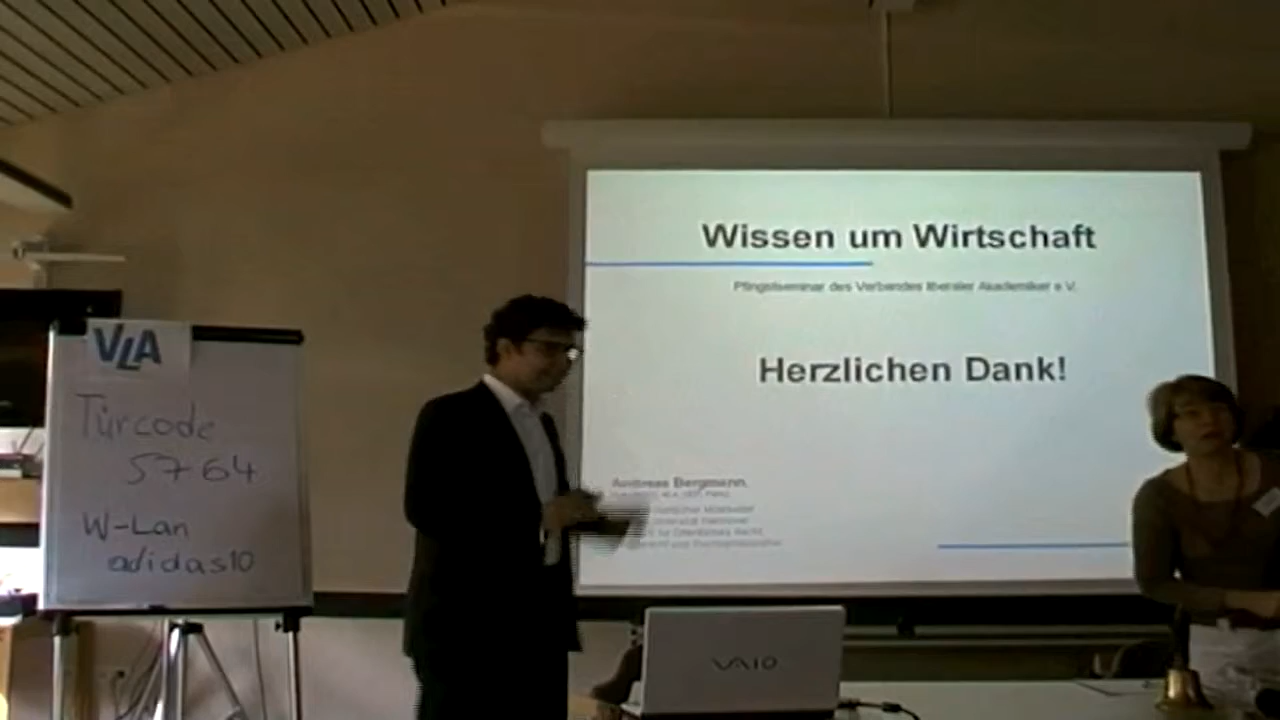 VLA
Türcode
5764
W-Lan
adidas10
Wissen um Wirtschaft
Pfingstseminar des Verbandes liberaler Akademiker e.V.
Herzlichen Dank!
Andreas Bergmann,
VAIO